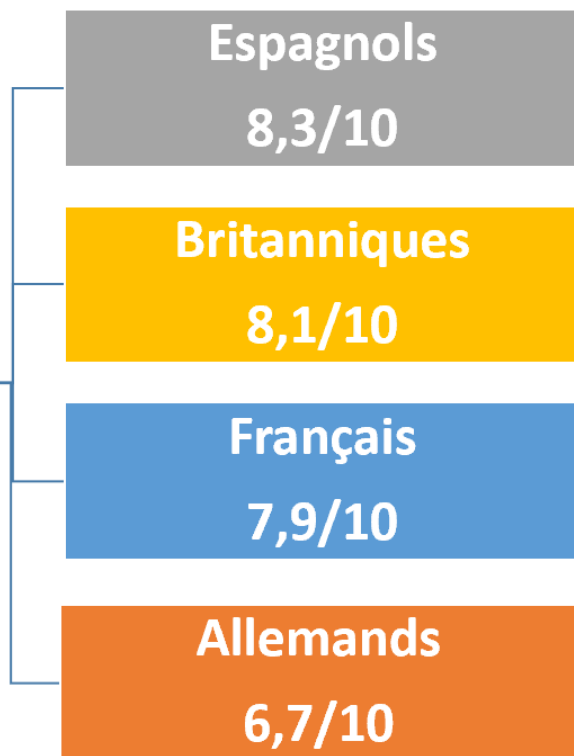 Espagnols
8,3/10
Britanniques
8,1/10
Français
7,9/10
Allemands
6,7/10